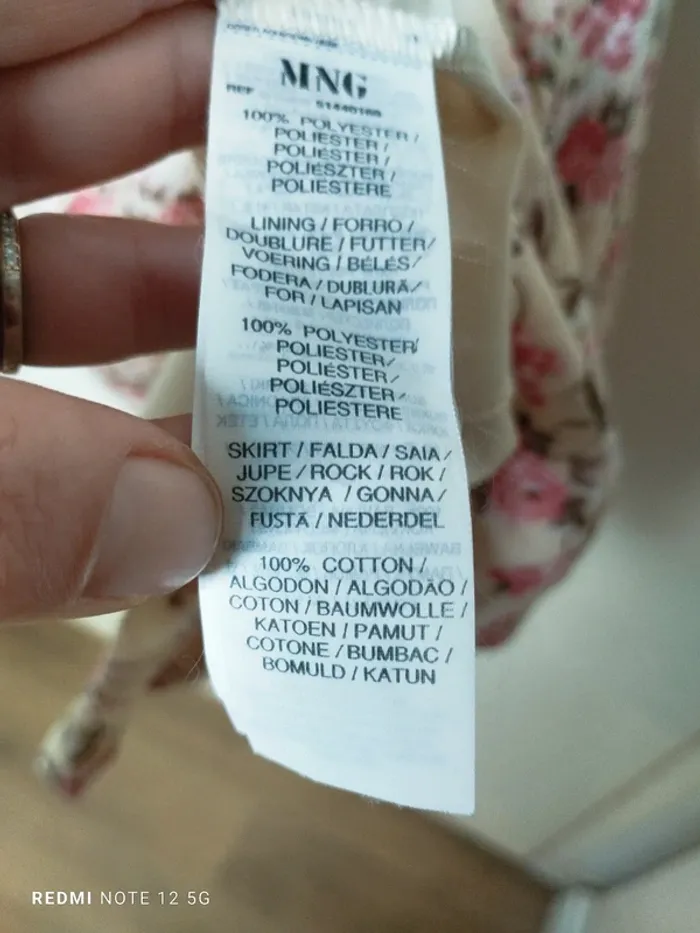 MNG
REF 51440168
100% POLYESTER /
POLIESTER /
POLIÉSTER /
POLIÉSZTER /
POLIESTERE
LINING / FORRO /
DOUBLURE / FUTTER /
VOERING / BÉLÉS /
FODERA / DUBLURĂ /
FOR / LAPISAN
100% POLYESTER/
POLIESTER /
POLIÉSTER /
POLIÉSZTER /
POLIESTERE
SKIRT / FALDA / SAIA /
JUPE / ROCK / ROK /
SZOKNYA / GONNA /
FUSTĂ / NEDERDEL
100% COTTON /
ALGODON / ALGODÃO /
COTON / BAUMWOLLE /
KATOEN / PAMUT /
COTONE / BUMBAC /
BOMULD / KATUN
REDMI NOTE 12 5G